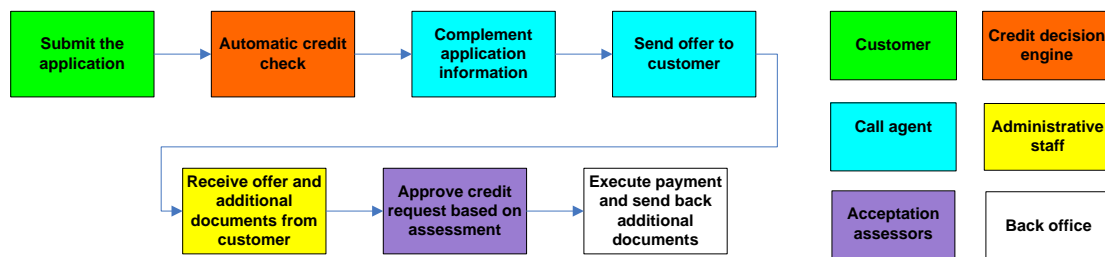 Submit the
application
Automatic credit
check
Complement
application
information
Send offer to
customer
Receive offer and
additional
documents from
customer
Approve credit
request based on
assessment
Execute payment
and send back
additional
documents
Customer
Credit decision
engine
Call agent
Administrative
staff
Acceptation
assessors
Back office